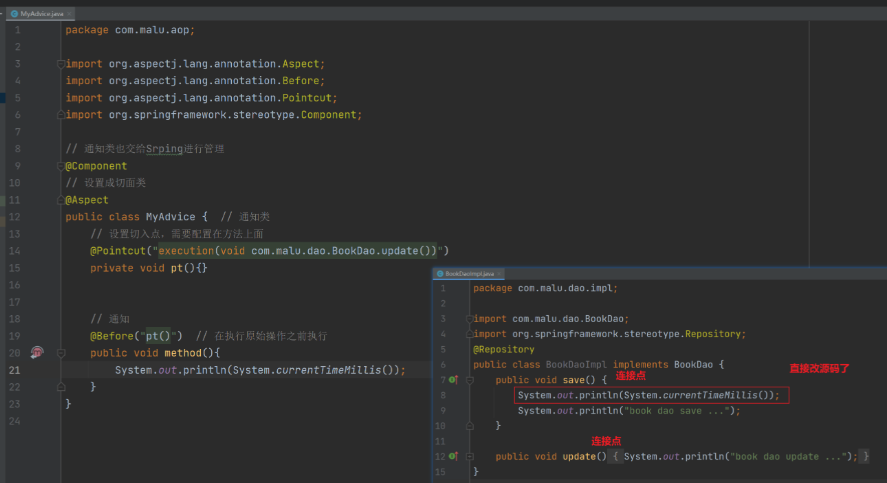 MyAdvice.java
1 package com.malu.aop;
2
3 import org.aspectj.lang.annotation.Aspect;
4 import org.aspectj.lang.annotation.Before;
5 import org.aspectj.lang.annotation.Pointcut;
6 import org.springframework.stereotype.Component;
7
8 // 通知类也交给Srping进行管理
9 @Component
10 // 设置成切面类
11 @Aspect
12 public class MyAdvice {  // 通知类
13 // 设置切入点，需要配置在方法上面
14 @Pointcut("execution(void com.malu.dao.BookDao.update())")
15 private void pt(){}
16
17
18 // 通知
19 @Before("pt()")  // 在执行原始操作之前执行
20 public void method(){
21 System.out.println(System.currentTimeMillis());
22 }
23 }
24
BookDaoImpl.java
1 package com.malu.dao.impl;
2
3 import com.malu.dao.BookDao;
4 import org.springframework.stereotype.Repository;
5 @Repository
6 public class BookDaoImpl implements BookDao {
7 public void save() {
连接点
直接改源码了
8 System.out.println(System.currentTimeMillis());
9 System.out.println("book dao save ...");
10 }
11
连接点
12 public void update() { System.out.println("book dao update ..."); }
15 }